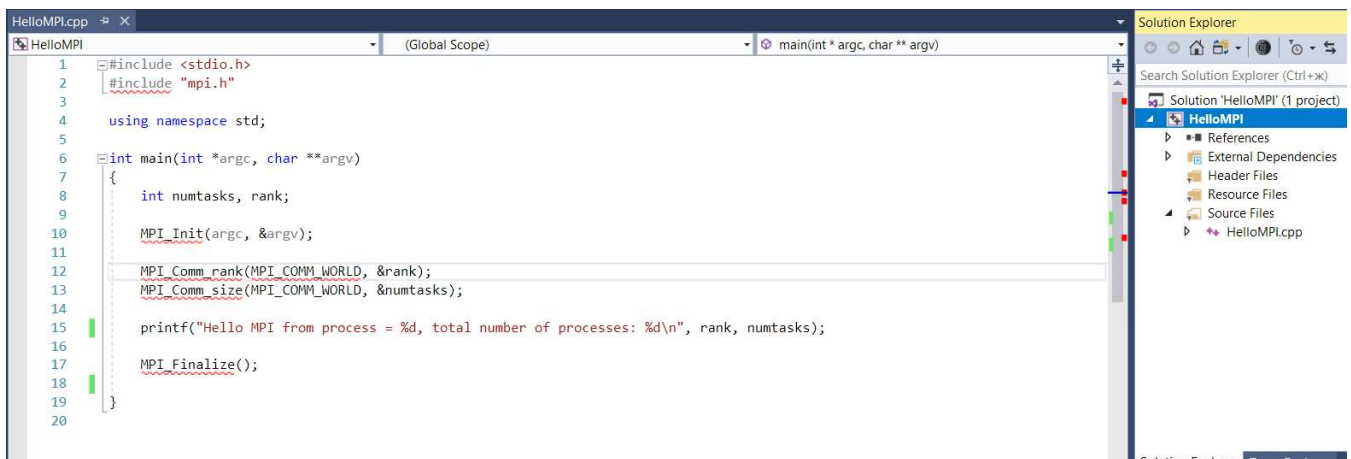 HelloMPI.cpp
Solution Explorer
HelloMPI
(Global Scope)
main(int * argc, char ** argv)
Search Solution Explorer (Ctrl+ж)
Solution 'HelloMPI' (1 project)
HelloMPI
References
External Dependencies
Header Files
Resource Files
Source Files
HelloMPI.cpp
1 #include <stdio.h>
2 #include "mpi.h"
3
4 using namespace std;
5
6 int main(int *argc, char **argv)
7 {
8 int numtasks, rank;
9
10 MPI_Init(argc, &argv);
11
12 MPI_Comm_rank(MPI_COMM_WORLD, &rank);
13 MPI_Comm_size(MPI_COMM_WORLD, &numtasks);
14
15 printf("Hello MPI from process = %d, total number of processes: %d\n", rank, numtasks);
16
17 MPI_Finalize();
18
19 }
20